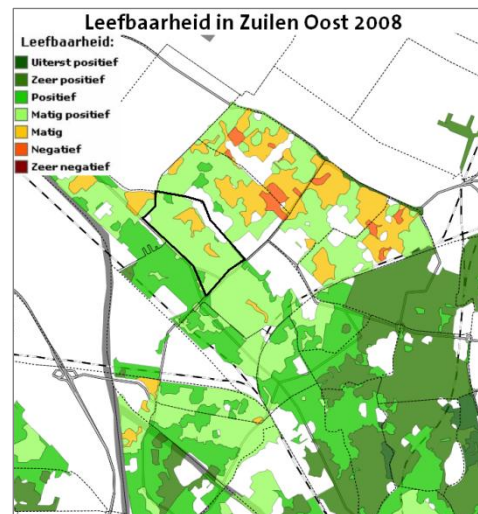 Leefbaarheid in Zuilen Oost 2008
Leefbaarheid:
Uiterst positief
Zeer positief
Positief
Matig positief
Matig
Negatief
Zeer negatief